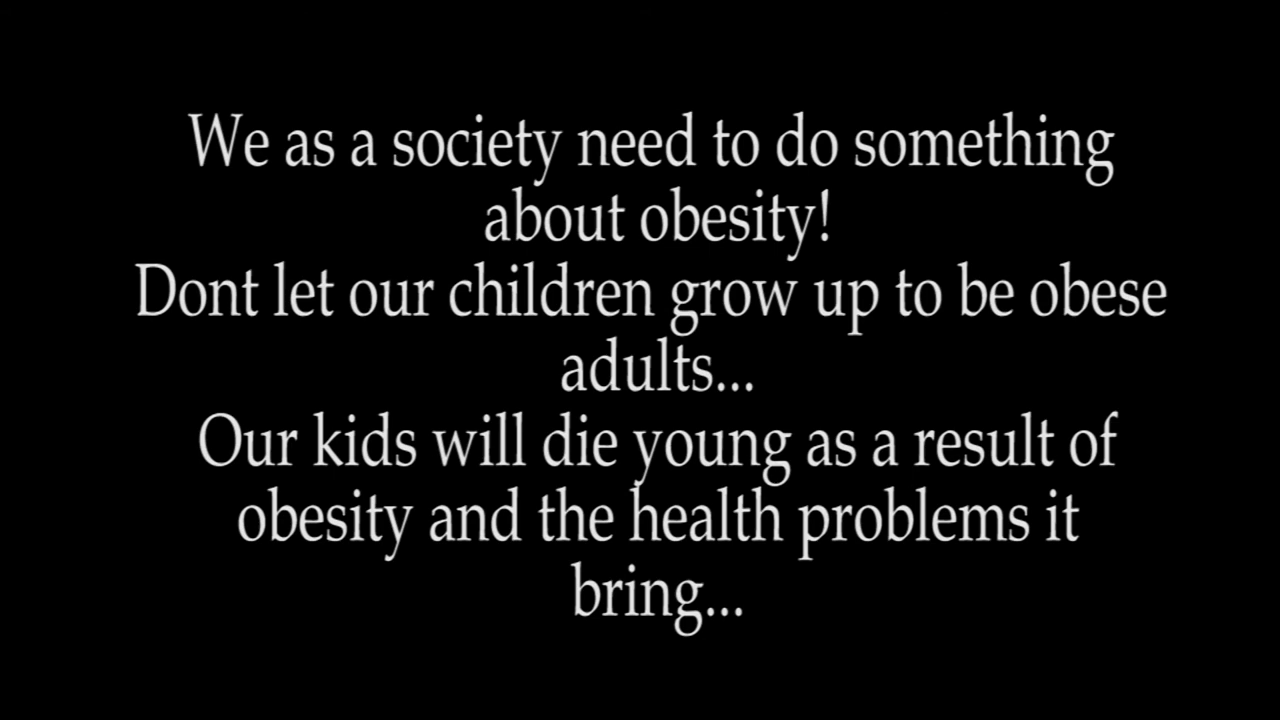 We as a society need to do something
about obesity!
Dont let our children grow up to be obese
adults...
Our kids will die young as a result of
obesity and the health problems it
bring...